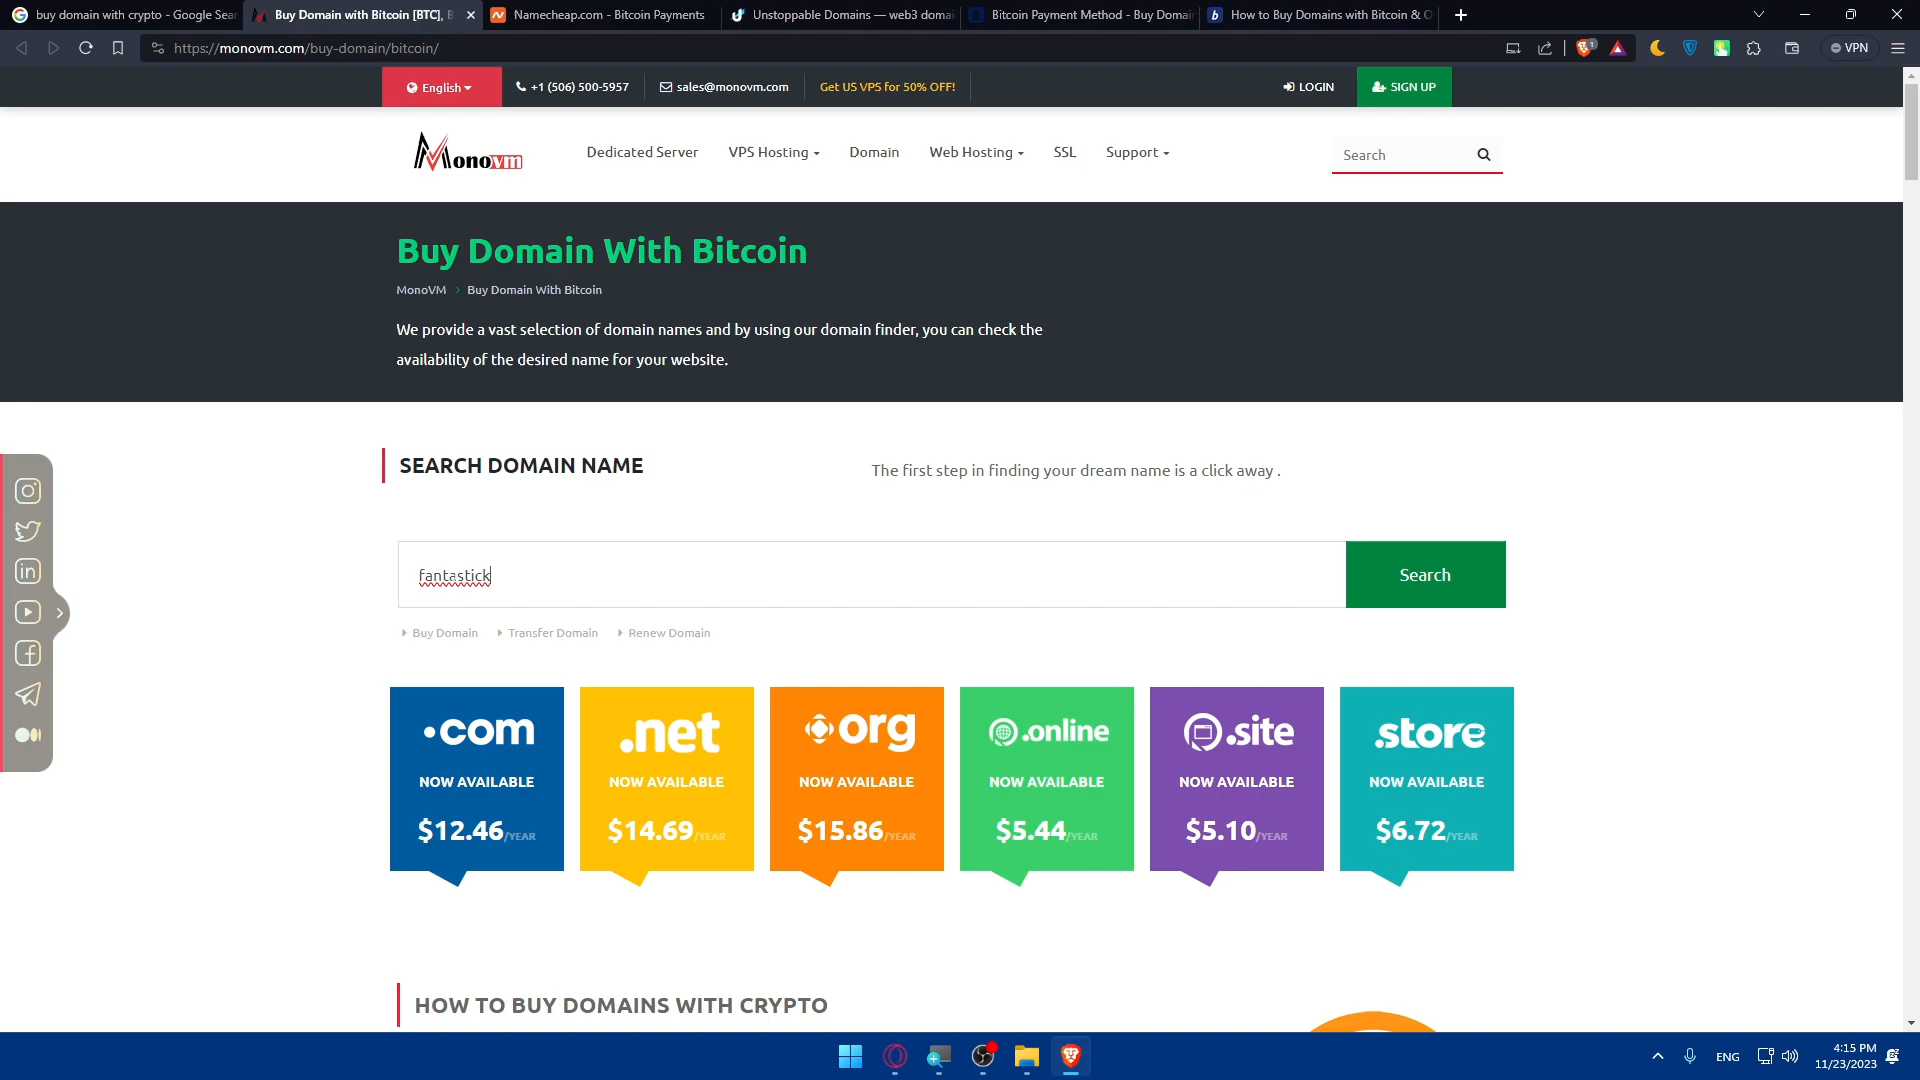 buy domain with crypto - Google Sear
Buy Domain with Bitcoin [BTC], B
Namecheap.com - Bitcoin Payments
Unstoppable Domains — web3 domai
Bitcoin Payment Method - Buy Domai
How to Buy Domains with Bitcoin & O
https://monovm.com/buy-domain/bitcoin/
1
VPN
English
+1 (506) 500-5957
sales@monovm.com
Get US VPS for 50% OFF!
LOGIN
SIGN UP
Monovm
Dedicated Server
VPS Hosting
Domain
Web Hosting
SSL
Support
Search
Buy Domain With Bitcoin
MonoVM > Buy Domain With Bitcoin
We provide a vast selection of domain names and by using our domain finder, you can check the
availability of the desired name for your website.
SEARCH DOMAIN NAME
The first step in finding your dream name is a click away .
fantastick
Search
Buy Domain
Transfer Domain
Renew Domain
.com
NOW AVAILABLE
$12.46/YEAR
.net
NOW AVAILABLE
$14.69/YEAR
org
NOW AVAILABLE
$15.86/YEAR
.online
NOW AVAILABLE
$5.44/YEAR
.site
NOW AVAILABLE
$5.10/YEAR
.store
NOW AVAILABLE
$6.72/YEAR
HOW TO BUY DOMAINS WITH CRYPTO
ENG
4:15 PM
11/23/2023